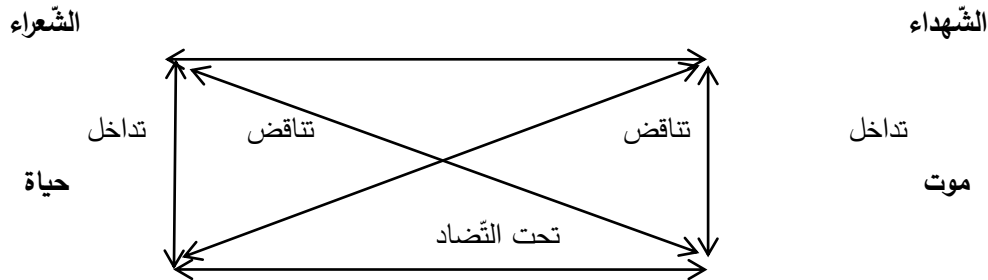 الشّهداء الشّعراء
تداخل تناقض تناقض تداخل
موت حياة
تحت التّضاد